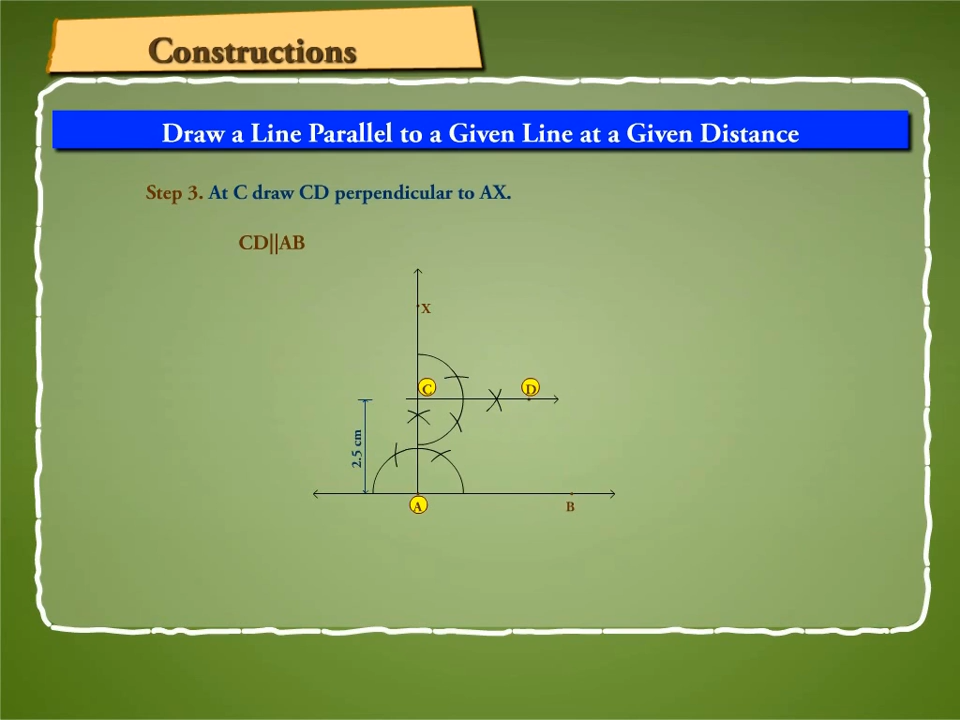 Constructions
Draw a Line Parallel to a Given Line at a Given Distance
Step 3. At C draw CD perpendicular to AX.
CD||AB
X
C
D
2.5 cm
A
B